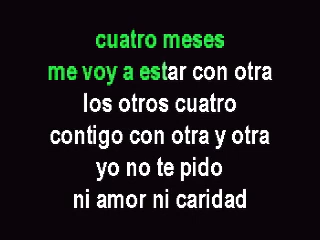 cuatro meses
me voy a estar con otra
los otros cuatro
contigo con otra y otra
yo no te pido
ni amor ni caridad